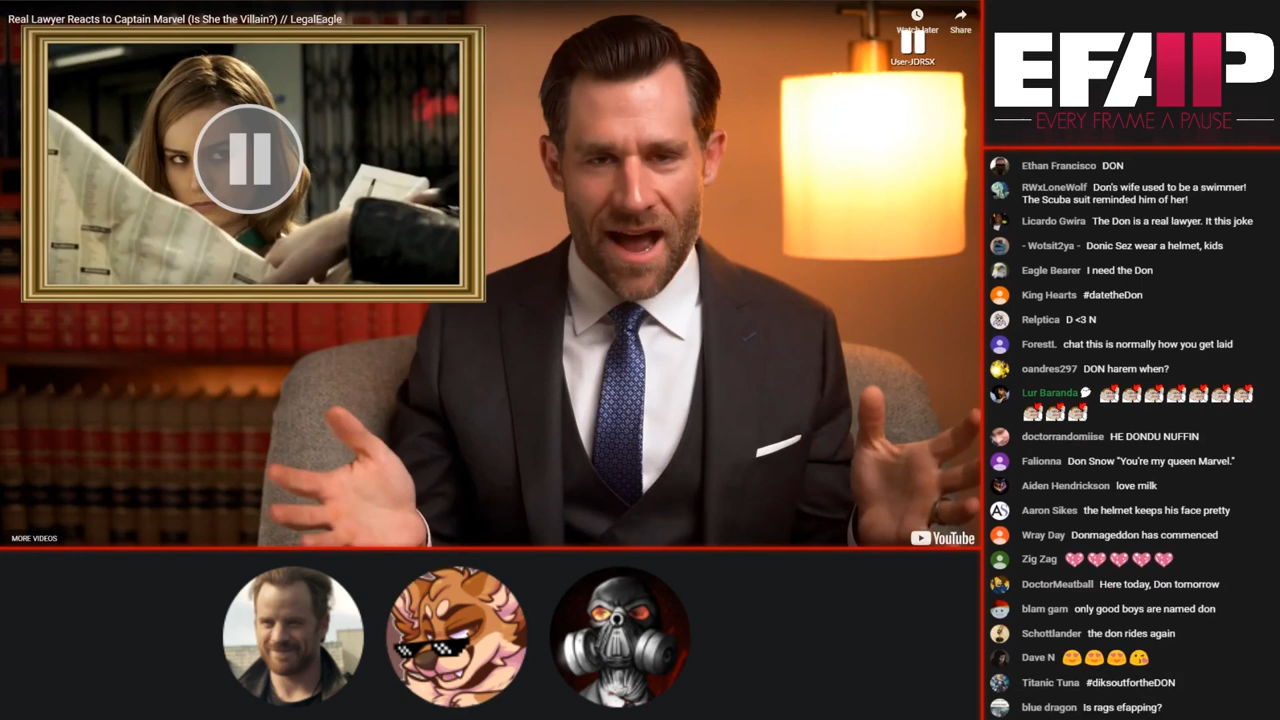 Real Lawyer Reacts to Captain Marvel (Is She the Villain?) // LegalEagle
Watch later
Share
User-JDRSX
MORE VIDEOS
YouTube
EFAP
EVERY FRAME A PAUSE
Ethan Francisco DON
RWxLoneWolf Don's wife used to be a swimmer!
The Scuba suit reminded him of her!
Licardo Gwira The Don is a real lawyer. It this joke
- Wotsit2ya - Donic Sez wear a helmet, kids
Eagle Bearer I need the Don
King Hearts #datetheDon
Relptica D <3 N
ForestL chat this is normally how you get laid
oandres297 DON harem when?
Lur Baranda
doctorrandomiise HE DONDU NUFFIN
Falionna Don Snow "You're my queen Marvel."
Aiden Hendrickson love milk
AS Aaron Sikes the helmet keeps his face pretty
Wray Day Donmageddon has commenced
Zig Zag 💖💖💖💖💖
DoctorMeatball Here today, Don tomorrow
blam gam only good boys are named don
Schottlander the don rides again
Dave N 😍😍😍😘
Titanic Tuna #diksoutfortheDON
blue dragon Is rags efapping?